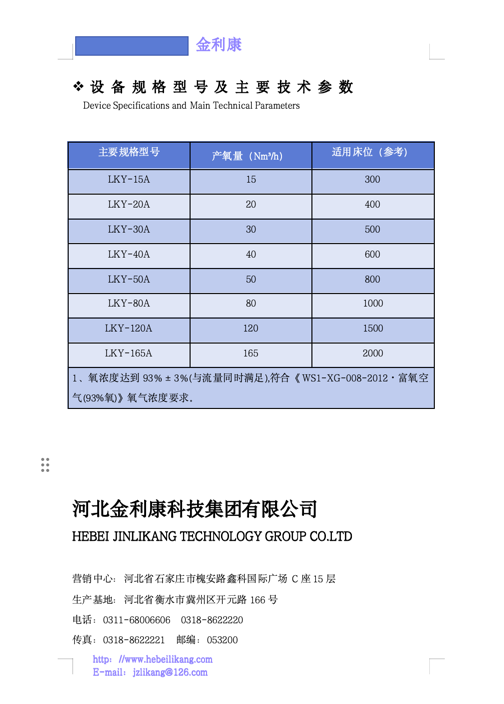 金利康
❖ 设备规格型号及主要技术参数
Device Specifications and Main Technical Parameters
主要规格型号 产氧量（Nm³/h） 适用床位（参考）
LKY-15A 15 300
LKY-20A 20 400
LKY-30A 30 500
LKY-40A 40 600
LKY-50A 50 800
LKY-80A 80 1000
LKY-120A 120 1500
LKY-165A 165 2000
1、氧浓度达到 93%±3%(与流量同时满足),符合《 WS1-XG-008-2012·富氧空
气(93%氧)》氧气浓度要求.
河北金利康科技集团有限公司
HEBEI JINLIKANG TECHNOLOGY GROUP CO.LTD
营销中心: 河北省石家庄市槐安路鑫科国际广场 C 座 15 层
生产基地: 河北省衡水市冀州区开元路 166 号
电话: 0311-68006606 0318-8622220
传真: 0318-8622221 邮编: 053200
http: //www.hebeilikang.com
E-mail: jzlikang@126.com